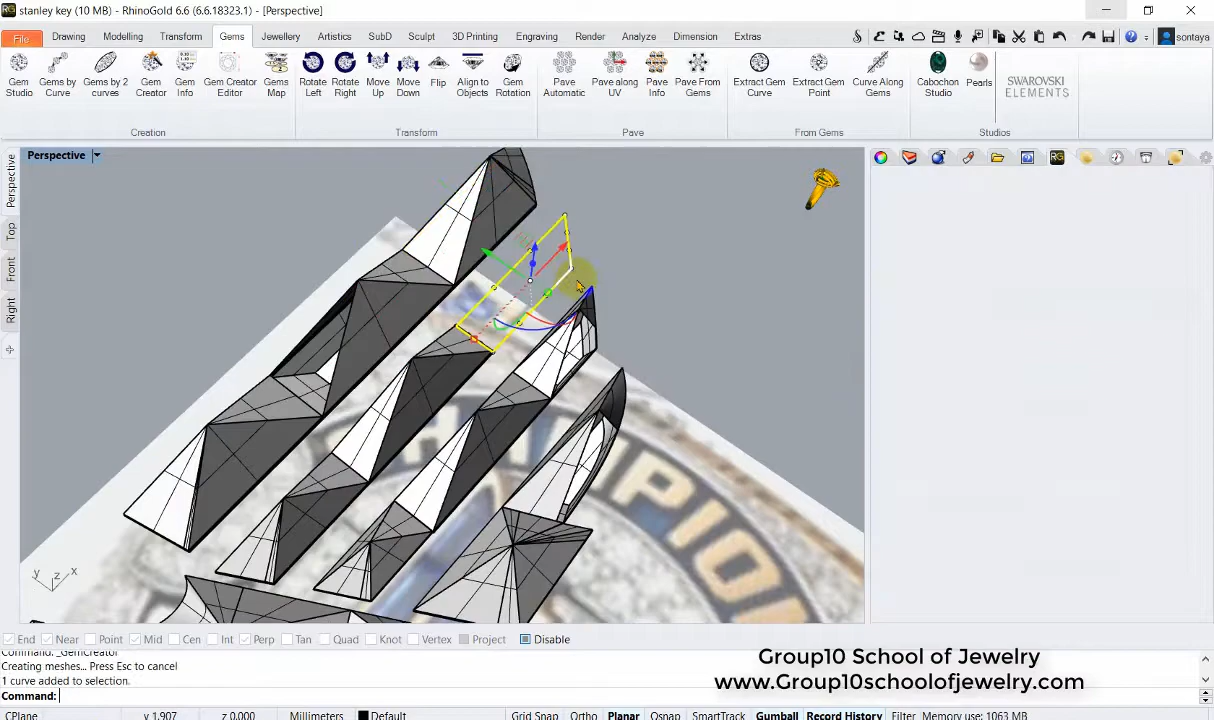 stanley key (10 MB) - RhinoGold 6.6 (6.6.18323.1) - [Perspective]
File Drawing Modelling Transform Gems Jewellery Artistics SubD Sculpt 3D Printing Engraving Render Analyze Dimension Extras
sontaya
Gem Studio Gems by Curve Gems by 2 curves Gem Creator Gem Info Gem Creator Editor Gems Map Rotate Left Rotate Right Move Up Move Down Flip Align to Objects Gem Rotation Pave Automatic Pave along UV Pave Info Pave From Gems Extract Gem Curve Extract Gem Point Curve Along Gems Cabochon Studio Pearls SWAROVSKI ELEMENTS
Creation Transform Pave From Gems Studios
Perspective
Perspective
Top
Front
Right
CHAMPION
y z x
End Near Point Mid Cen Int Perp Tan Quad Knot Vertex Project Disable
Command: _GemCreator
Creating meshes... Press Esc to cancel
1 curve added to selection.
Command:
Group10 School of Jewelry
www.Group10schoolofjewelry.com
CPlane y 1.907 z 0.000 Millimeters Default Grid Snap Ortho Planar Osnap SmartTrack Gumball Record History Filter Memory use: 1063 MB